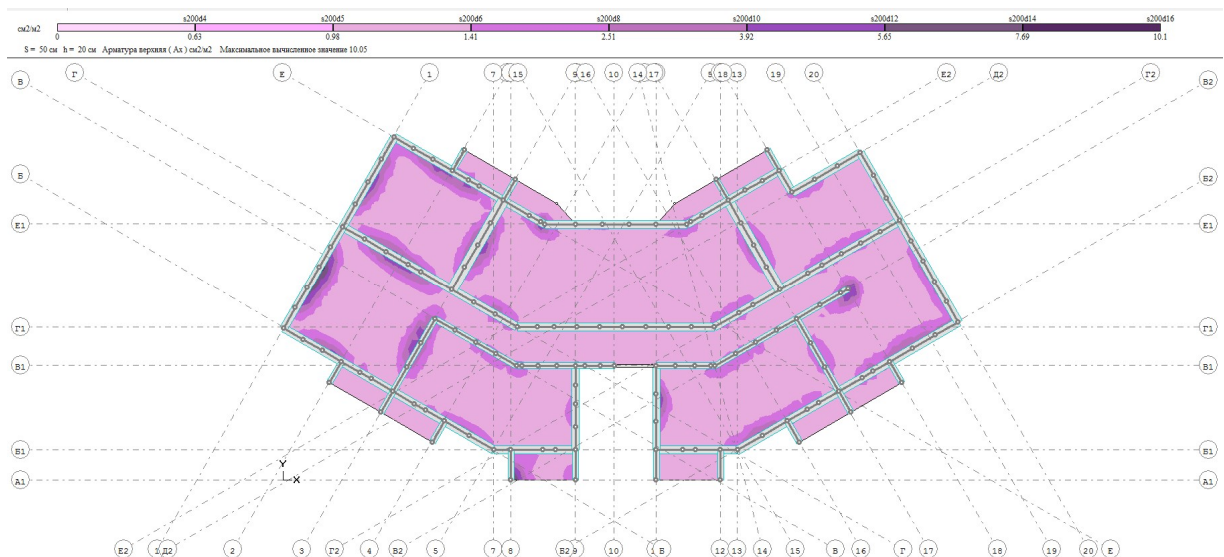 s200d4 s200d5 s200d6 s200d8 s200d10 s200d12 s200d14 s200d16
см2/м2
0 0.63 0.98 1.41 2.51 3.92 5.65 7.69 10.1
S = 50 см h = 20 см Арматура верхняя ( Ax ) см2/м2 Максимальное вычисленное значение 10.05
В Г Е 1 7 15 9 16 10 14 17 5 18 13 19 20 Е2 Д2 Г2 В2
Б Б2
Е1 Е1
Г1 Г1
В1 В1
Б1 Б1
Y
X
А1 А1
Е2 Д2 2 3 4 Г2 В2 5 7 8 Б2 9 10 Б 12 13 14 15 В 16 Г 17 18 19 20 Е